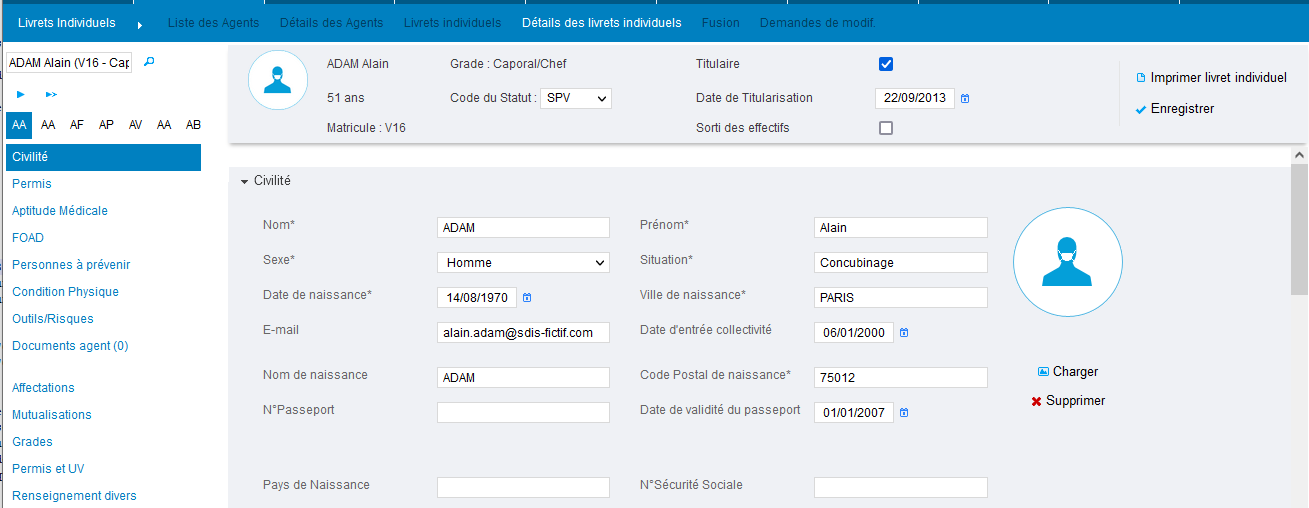 Livrets Individuels Liste des Agents Détails des Agents Livrets individuels Détails des livrets individuels Fusion Demandes de modif.
ADAM Alain (V16 - Cap
AA AA AF AP AV AA AB
Civilité
Permis
Aptitude Médicale
FOAD
Personnes à prévenir
Condition Physique
Outils/Risques
Documents agent (0)
Affectations
Mutualisations
Grades
Permis et UV
Renseignement divers
ADAM Alain Grade : Caporal/Chef Titulaire
51 ans Code du Statut : SPV Date de Titularisation 22/09/2013
Matricule : V16 Sorti des effectifs
Imprimer livret individuel
Enregistrer
Civilité
Nom* ADAM Prénom* Alain
Sexe* Homme Situation* Concubinage
Date de naissance* 14/08/1970 Ville de naissance* PARIS
E-mail alain.adam@sdis-fictif.com Date d'entrée collectivité 06/01/2000
Nom de naissance ADAM Code Postal de naissance* 75012
N°Passeport Date de validité du passeport 01/01/2007
Pays de Naissance N°Sécurité Sociale
Charger
Supprimer